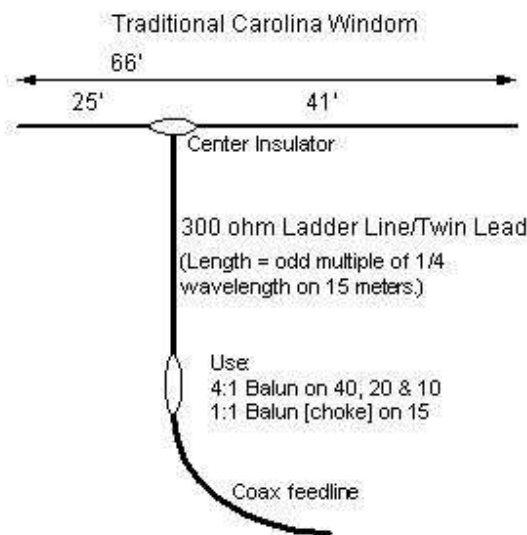 Traditional Carolina Windom
66'
25' 41'
Center Insulator
300 ohm Ladder Line/Twin Lead
(Length = odd multiple of 1/4
wavelength on 15 meters.)
Use:
4:1 Balun on 40, 20 & 10
1:1 Balun [choke] on 15
Coax feedline